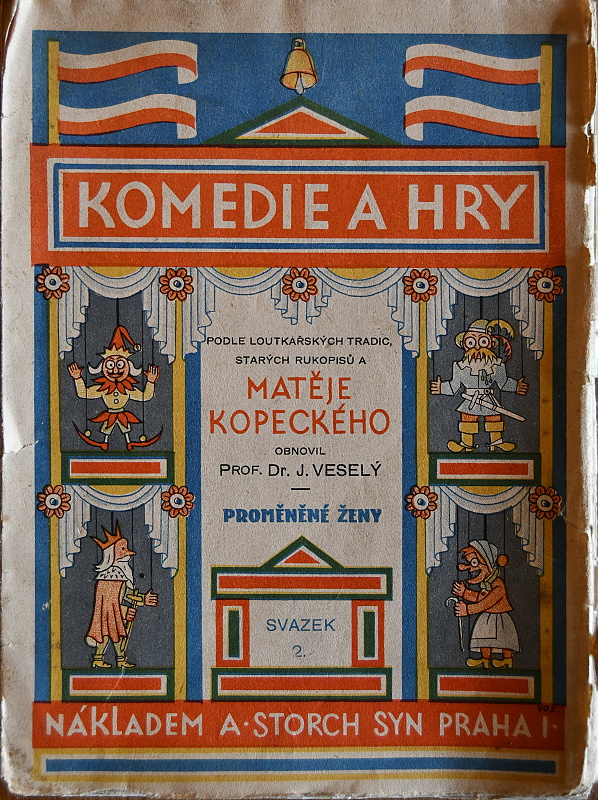 KOMEDIE A HRY
PODLE LOUTKÁŘSKÝCH TRADIC,
STARÝCH RUKOPISŮ A
MATĚJE
KOPECKÉHO
OBNOVIL
PROF. Dr. J. VESELÝ
PROMĚNĚNÉ ŽENY
SVAZEK
2.
NÁKLADEM A·STORCH SYN PRAHA I·